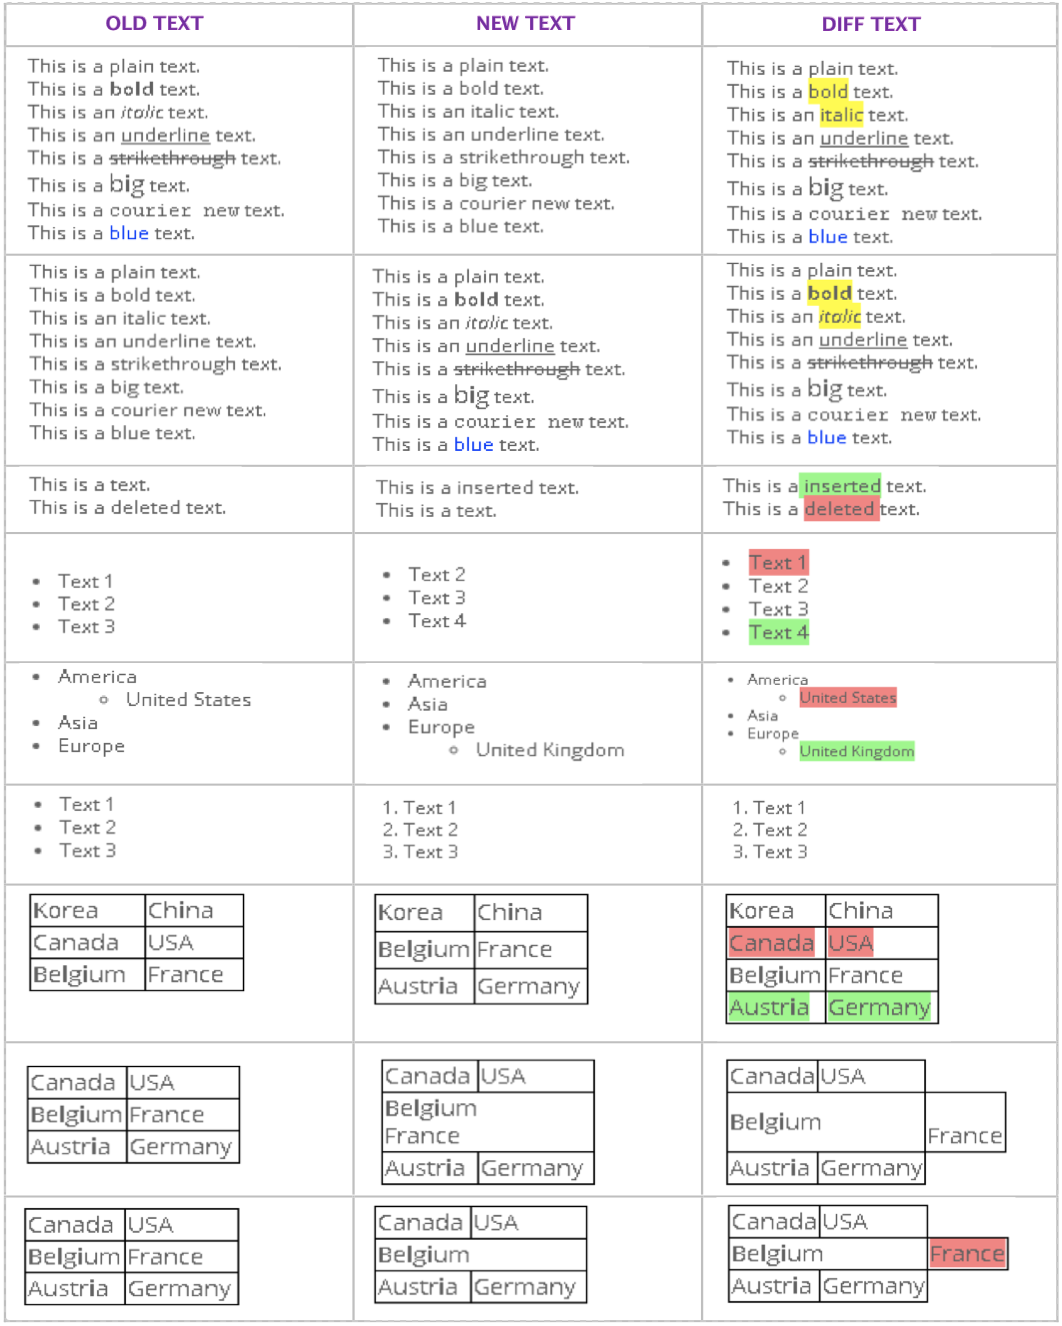 OLD TEXT
NEW TEXT
DIFF TEXT
This is a plain text.
This is a bold text.
This is an italic text.
This is an underline text.
This is a strikethrough text.
This is a big text.
This is a courier new text.
This is a blue text.
This is a plain text.
This is a bold text.
This is an italic text.
This is an underline text.
This is a strikethrough text.
This is a big text.
This is a courier new text.
This is a blue text.
This is a plain text.
This is a bold text.
This is an italic text.
This is an underline text.
This is a strikethrough text.
This is a big text.
This is a courier new text.
This is a blue text.
This is a plain text.
This is a bold text.
This is an italic text.
This is an underline text.
This is a strikethrough text.
This is a big text.
This is a courier new text.
This is a blue text.
This is a plain text.
This is a bold text.
This is an italic text.
This is an underline text.
This is a strikethrough text.
This is a big text.
This is a courier new text.
This is a blue text.
This is a plain text.
This is a bold text.
This is an italic text.
This is an underline text.
This is a strikethrough text.
This is a big text.
This is a courier new text.
This is a blue text.
This is a text.
This is a deleted text.
This is a inserted text.
This is a text.
This is a inserted text.
This is a deleted text.
• Text 1
• Text 2
• Text 3
• Text 2
• Text 3
• Text 4
• Text 1
• Text 2
• Text 3
• Text 4
• America
◦ United States
• Asia
• Europe
• America
• Asia
• Europe
◦ United Kingdom
• America
◦ United States
• Asia
• Europe
◦ United Kingdom
• Text 1
• Text 2
• Text 3
1. Text 1
2. Text 2
3. Text 3
1. Text 1
2. Text 2
3. Text 3
Korea China
Canada USA
Belgium France
Korea China
Belgium France
Austria Germany
Korea China
Canada USA
Belgium France
Austria Germany
Canada USA
Belgium France
Austria Germany
Canada USA
Belgium
France
Austria Germany
Canada USA
Belgium
France
Austria Germany
Canada USA
Belgium France
Austria Germany
Canada USA
Belgium
Austria Germany
Canada USA
Belgium France
Austria Germany